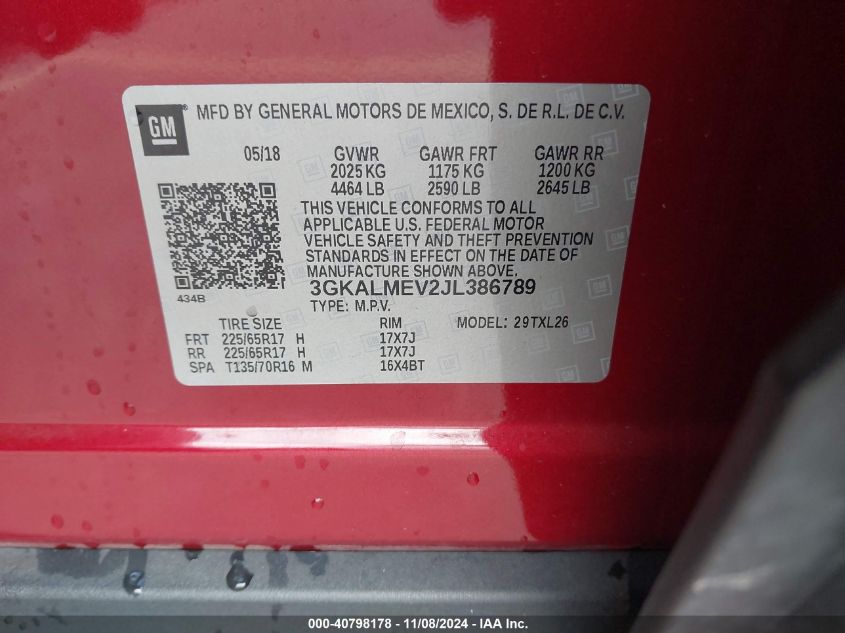 GM ® MFD BY GENERAL MOTORS DE MEXICO, S. DE R.L. DE C.V.
05/18 GVWR GAWR FRT GAWR RR
2025 KG 1175 KG 1200 KG
4464 LB 2590 LB 2645 LB
THIS VEHICLE CONFORMS TO ALL
APPLICABLE U.S. FEDERAL MOTOR
VEHICLE SAFETY AND THEFT PREVENTION
STANDARDS IN EFFECT ON THE DATE OF
MANUFACTURE SHOWN ABOVE.
434B 3GKALMEV2JL386789
TYPE: M.P.V.
TIRE SIZE RIM MODEL: 29TXL26
FRT 225/65R17 H 17X7J
RR 225/65R17 H 17X7J
SPA T135/70R16 M 16X4BT
000-40798178 - 11/08/2024 - IAA Inc.